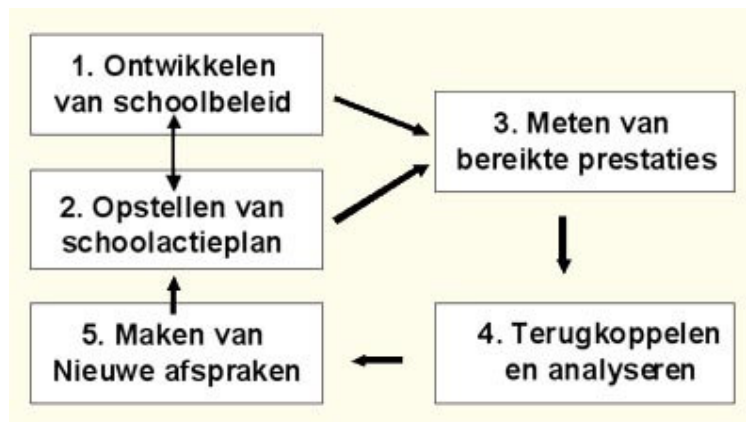 1. Ontwikkelen
van schoolbeleid
2. Opstellen van
schoolactieplan
3. Meten van
bereikte prestaties
4. Terugkoppelen
en analyseren
5. Maken van
Nieuwe afspraken